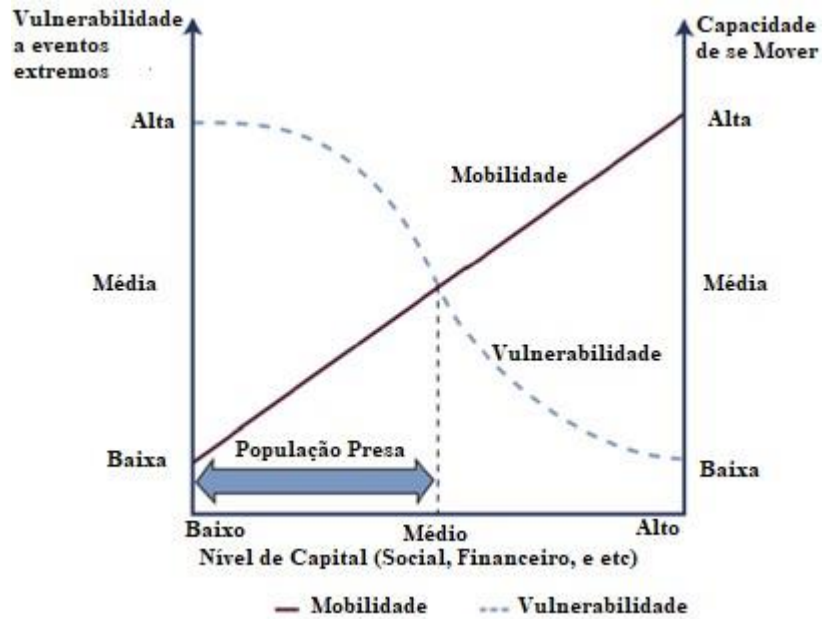 Vulnerabilidade
a eventos
extremos
Capacidade
de se Mover
Alta
Alta
Mobilidade
Média
Média
Vulnerabilidade
População Presa
Baixa
Baixa
Baixo
Médio
Alto
Nível de Capital (Social, Financeiro, e etc)
Mobilidade
Vulnerabilidade